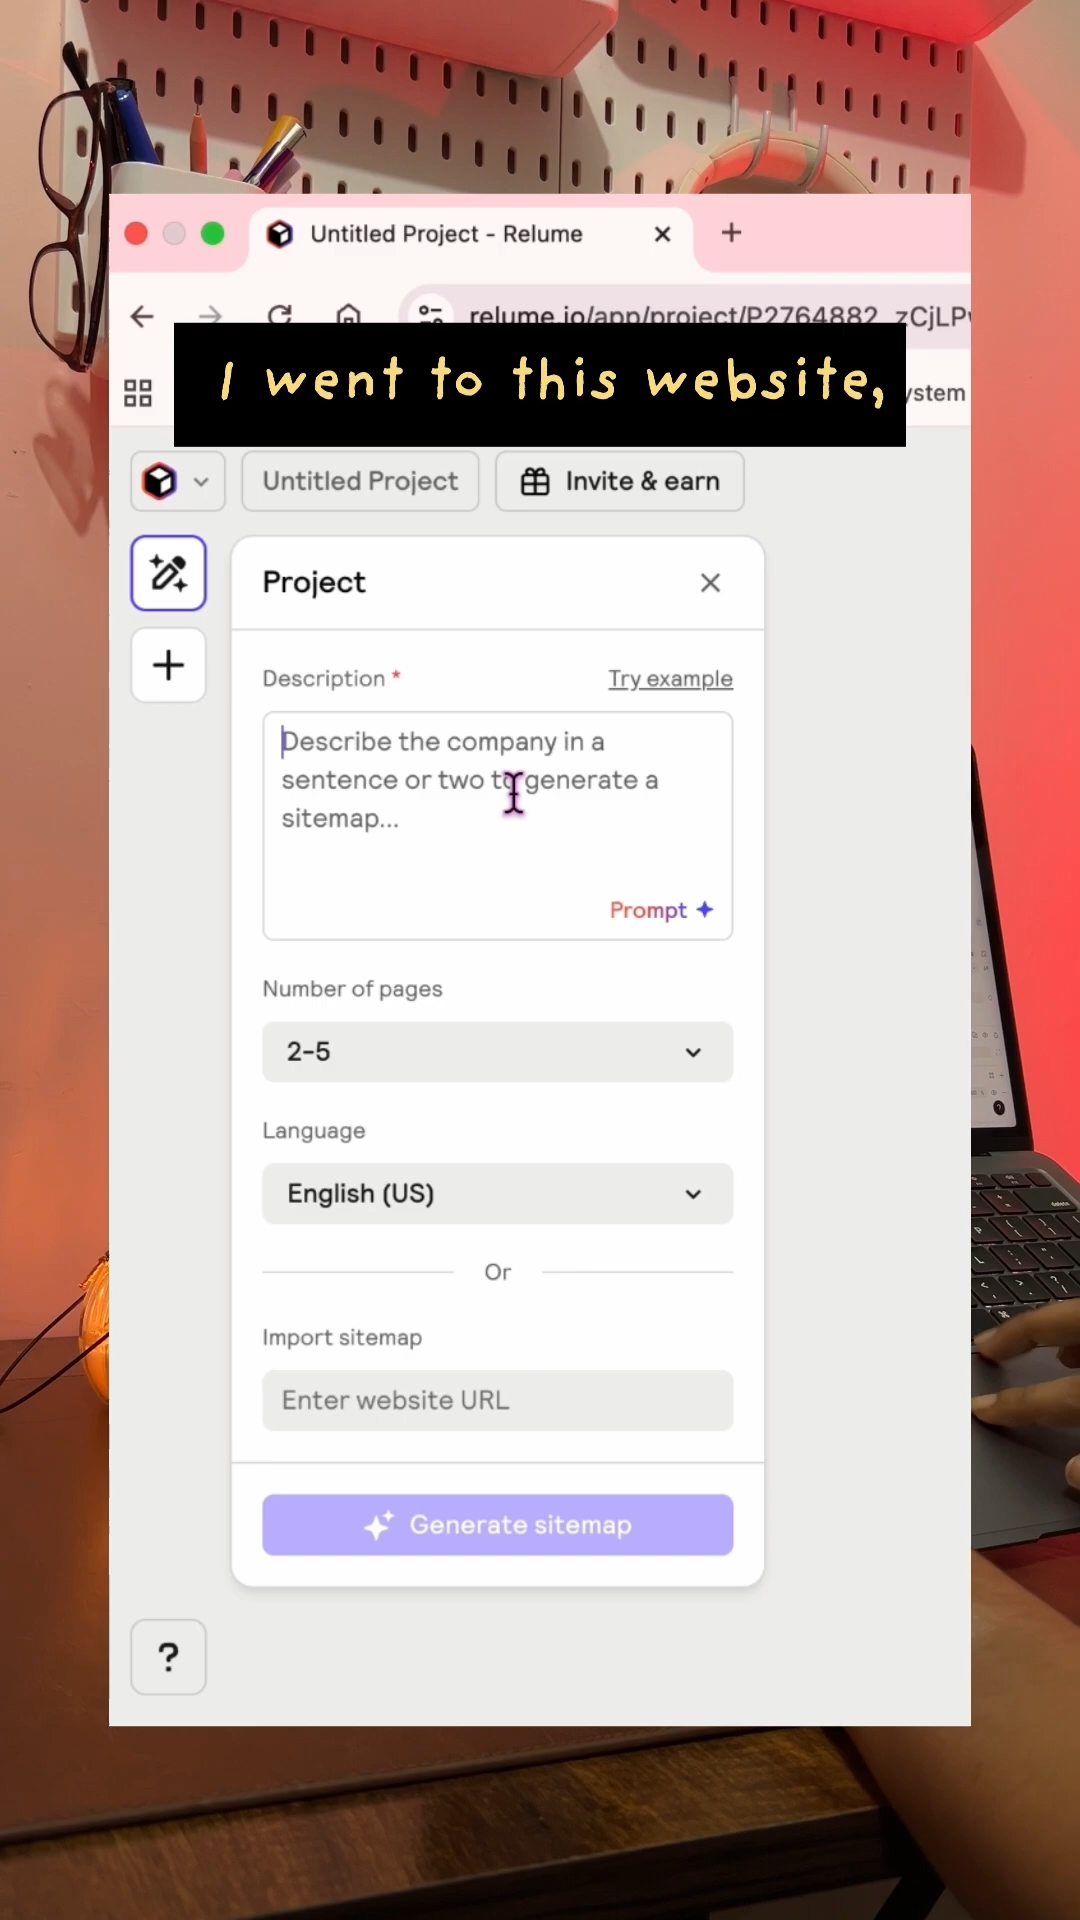 Untitled Project - Relume
relume.io/app/project/P2764882_zCjLP
I went to this website,
ystem
Untitled Project
Invite & earn
Project
Description *
Try example
Describe the company in a
sentence or two to generate a
sitemap...
Prompt
Number of pages
2-5
Language
English (US)
Or
Import sitemap
Enter website URL
Generate sitemap
?
delete